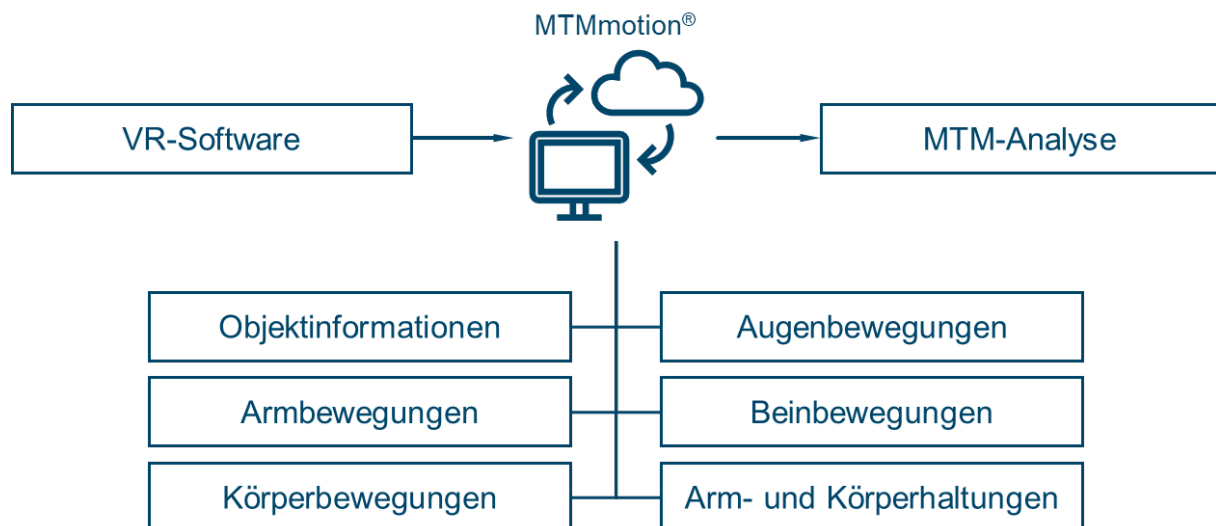 MTMmotion®
VR-Software
MTM-Analyse
Objektinformationen
Augenbewegungen
Armbewegungen
Beinbewegungen
Körperbewegungen
Arm- und Körperhaltungen